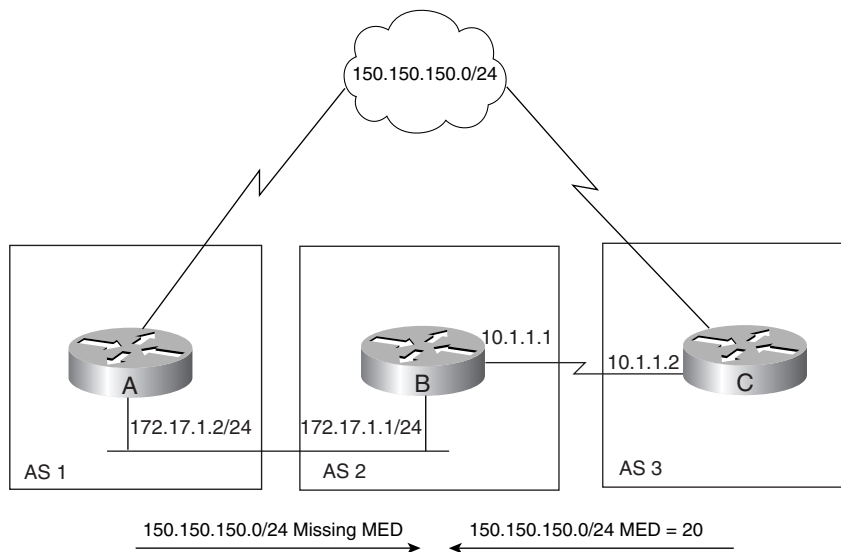 150.150.150.0/24
10.1.1.1
10.1.1.2
A
B
C
172.17.1.2/24
172.17.1.1/24
AS 1
AS 2
AS 3
150.150.150.0/24 Missing MED
150.150.150.0/24 MED = 20